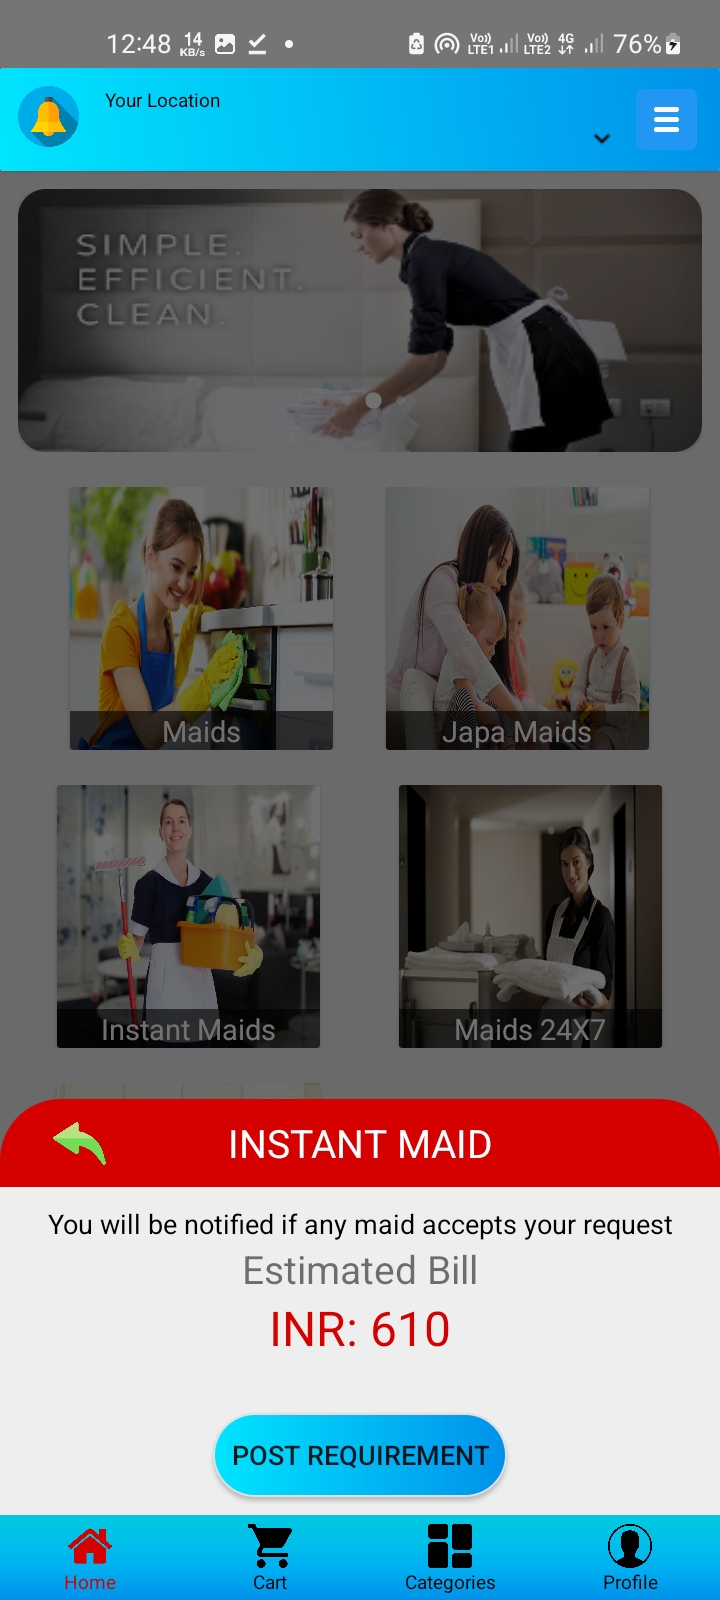 12:48 14 KB/s Vo)) LTE1 Vo)) LTE2 4G 76%
Your Location
SIMPLE.
EFFICIENT.
CLEAN.
Maids
Japa Maids
Instant Maids
Maids 24X7
INSTANT MAID
You will be notified if any maid accepts your request
Estimated Bill
INR: 610
POST REQUIREMENT
Home
Cart
Categories
Profile